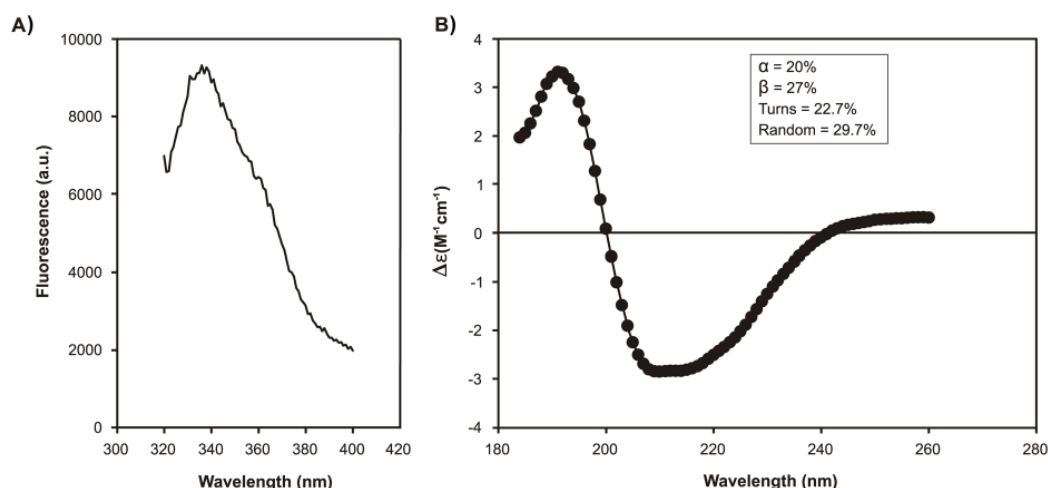 A)
B)
10000
8000
6000
4000
2000
0
300
320
340
360
380
400
420
Fluorescence (a.u.)
Wavelength (nm)
4
3
2
1
0
-1
-2
-3
-4
180
200
220
240
260
280
Δε(M⁻¹cm⁻¹)
Wavelength (nm)
α = 20%
β = 27%
Turns = 22.7%
Random = 29.7%